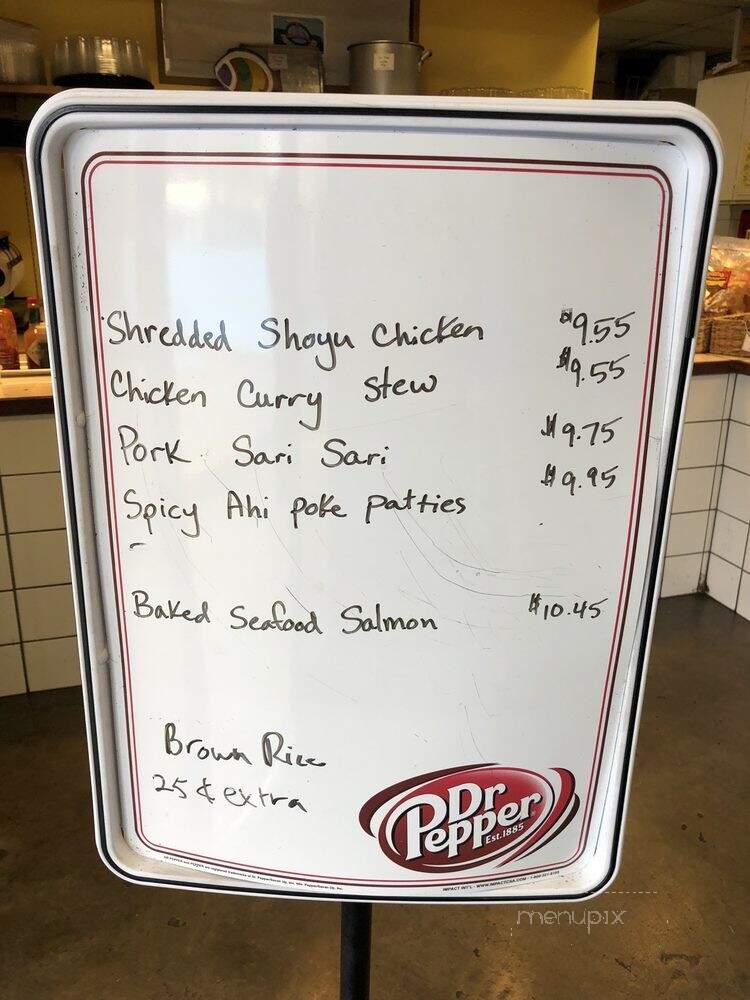 Shredded Shoyu Chicken $9.55
Chicken Curry Stew $9.55
Pork Sari Sari $9.75
Spicy Ahi poke patties $9.95
Baked Seafood Salmon $10.45
Brown Rice
25¢ extra
Dr Pepper
Est. 1885
menupix